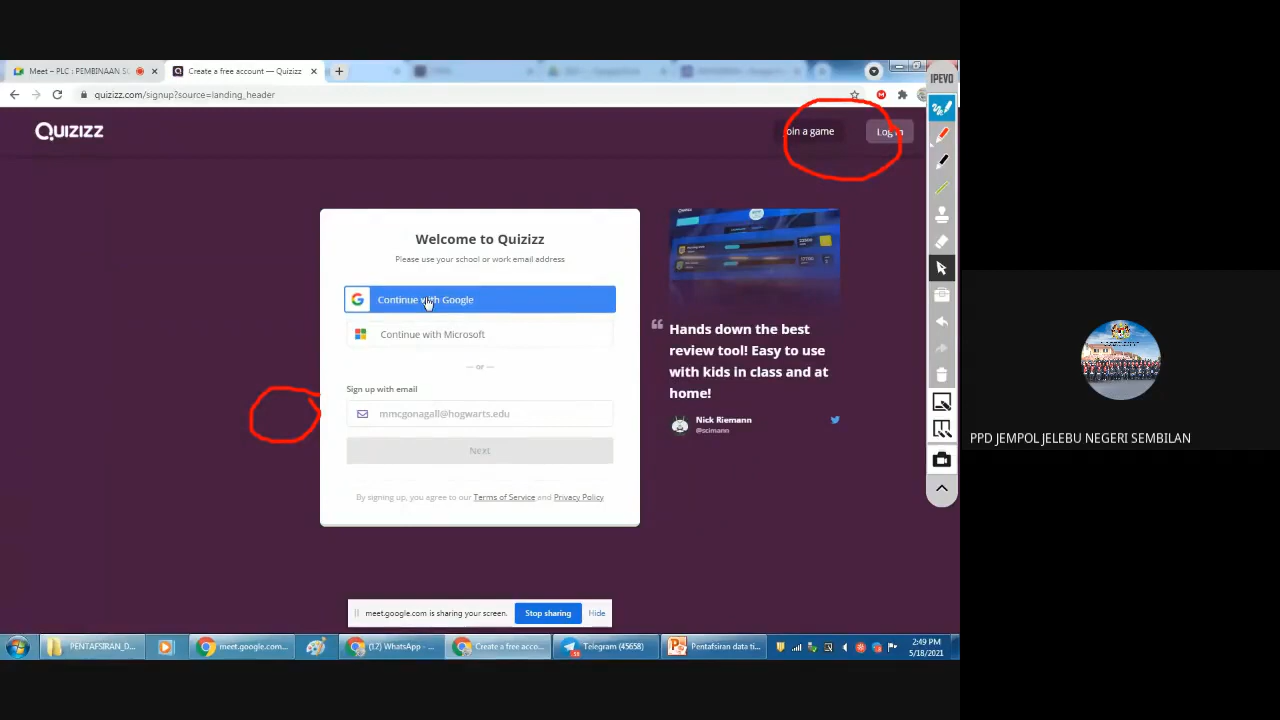 Meet – PLC : PEMBINAAN SO
Create a free account — Quizizz
IPEVO
quizizz.com/signup?source=landing_header
Quizizz
Join a game
Log in
Welcome to Quizizz
Please use your school or work email address
Continue with Google
Continue with Microsoft
— or —
Sign up with email
mmcgonagall@hogwarts.edu
Next
By signing up, you agree to our Terms of Service and Privacy Policy
Hands down the best
review tool! Easy to use
with kids in class and at
home!
Nick Riemann
@scimann
PPD JEMPOL JELEBU NEGERI SEMBILAN
meet.google.com is sharing your screen.
Stop sharing
Hide
PENTAFSIRAN_D...
meet.google.com...
(12) WhatsApp - ...
Create a free acco...
Telegram (45658)
Pentafsiran data ti...
2:49 PM
5/18/2021